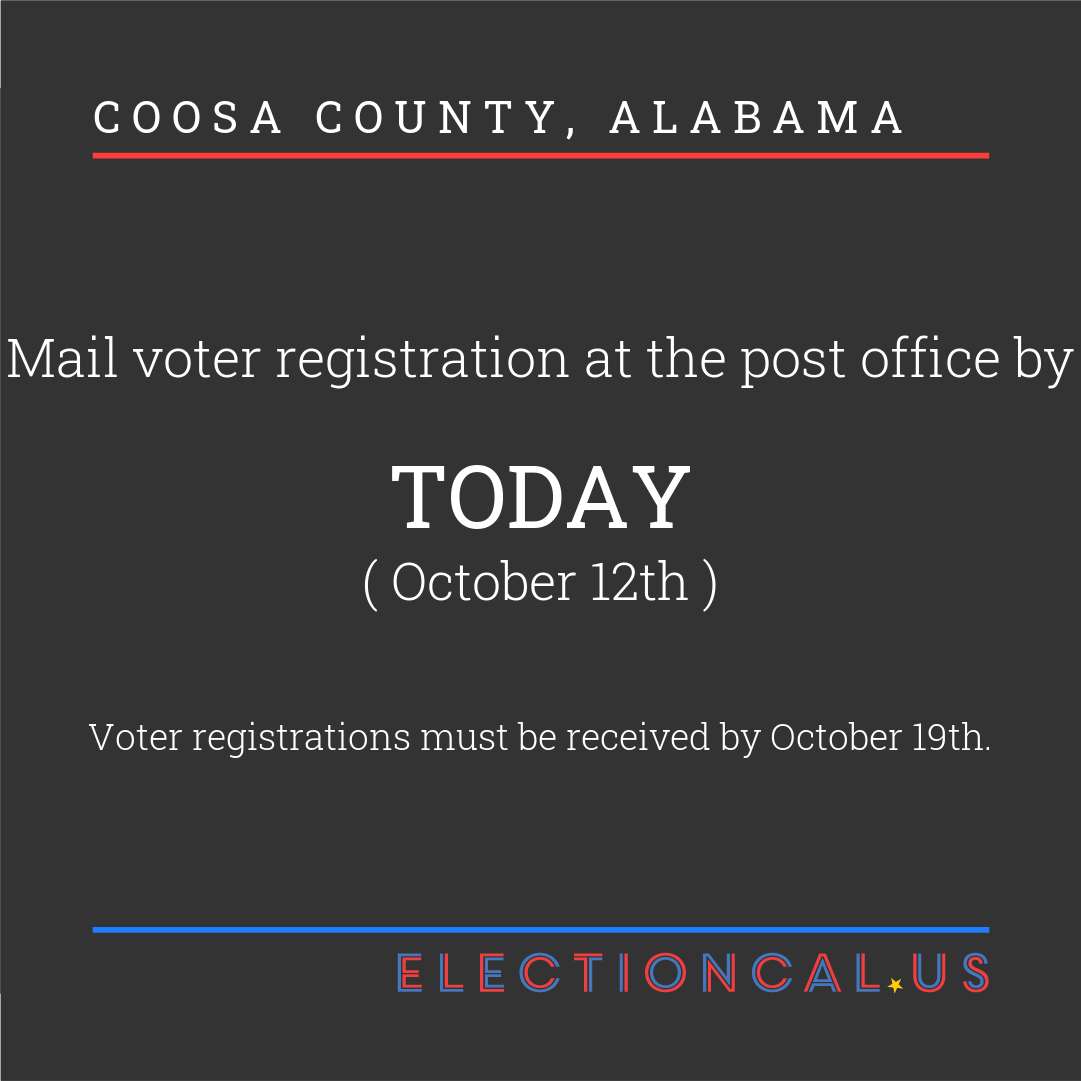 COOSA COUNTY, ALABAMA
Mail voter registration at the post office by
TODAY
( October 12th )
Voter registrations must be received by October 19th.
ELECTIONCAL.US